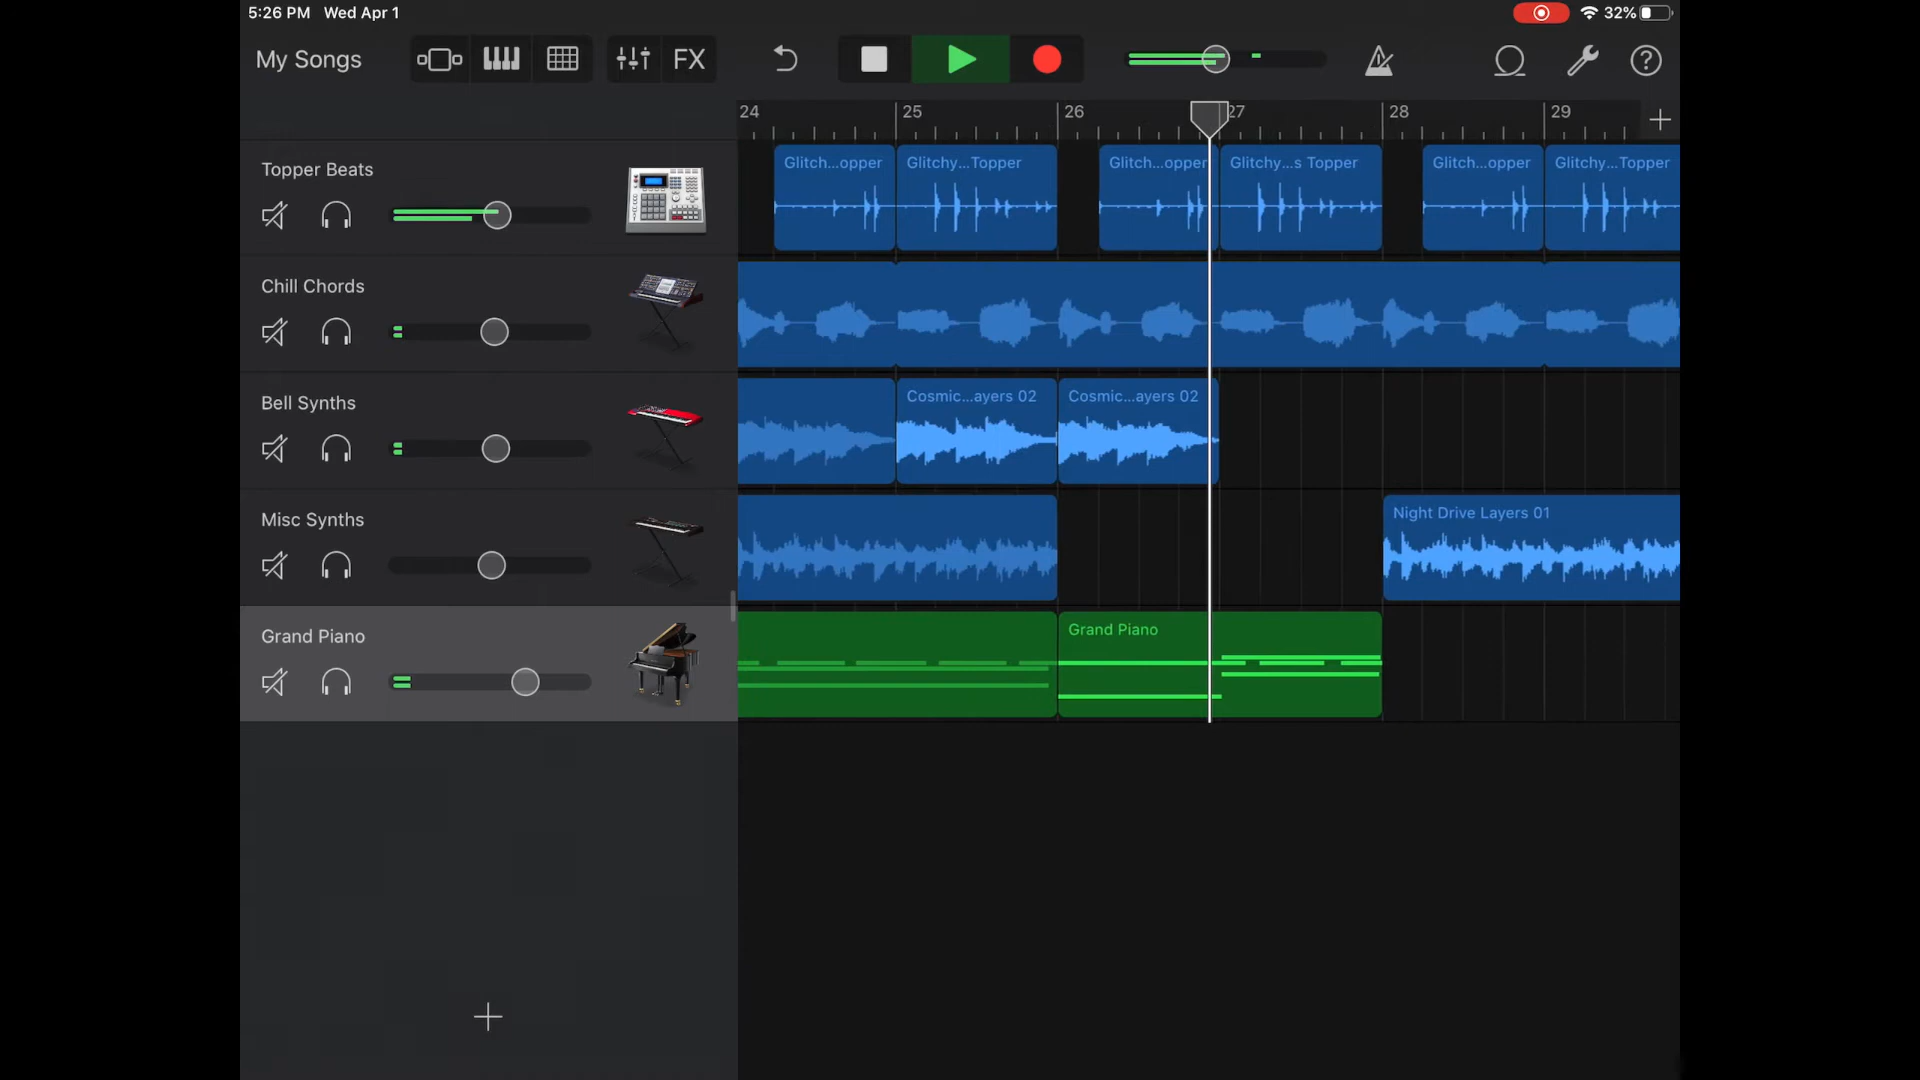 5:26 PM Wed Apr 1
32%
My Songs
FX
24 25 26 27 28 29
Topper Beats
Glitch...opper Glitchy...Topper Glitch...opper Glitchy...s Topper Glitch...opper Glitchy...Topper
Chill Chords
Bell Synths
Cosmic...ayers 02 Cosmic...ayers 02
Misc Synths
Night Drive Layers 01
Grand Piano
Grand Piano